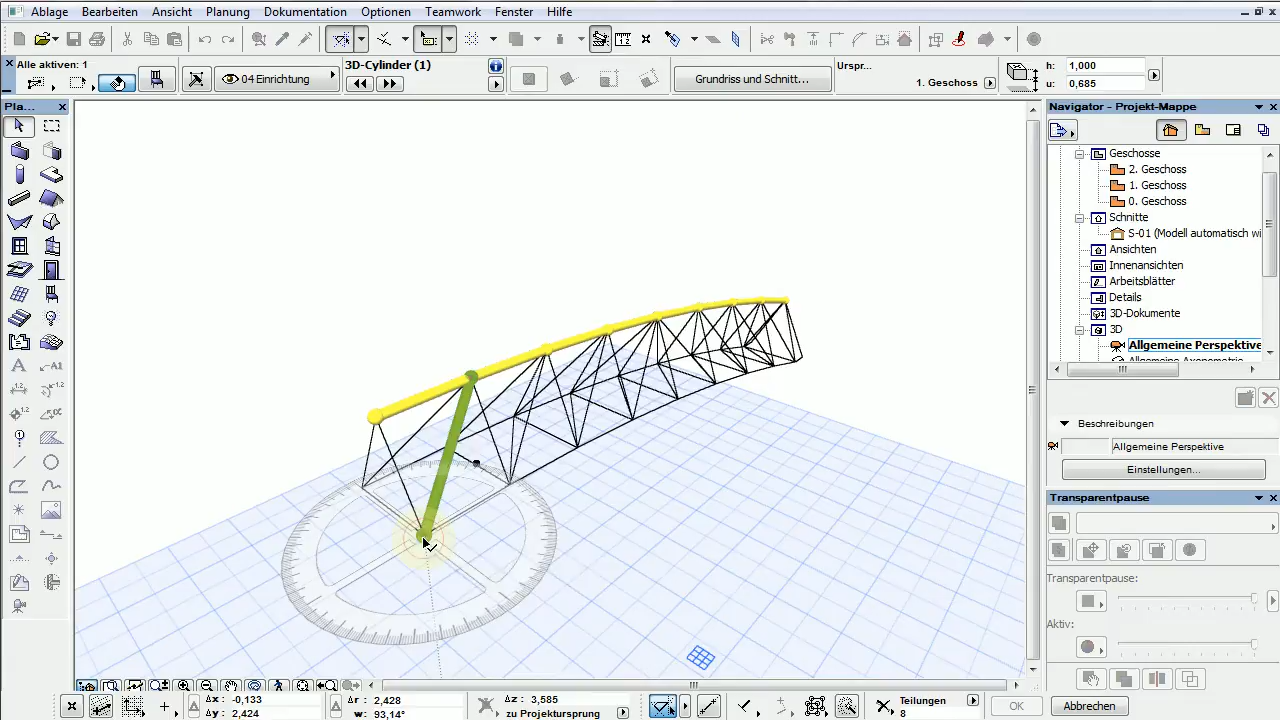 Ablage Bearbeiten Ansicht Planung Dokumentation Optionen Teamwork Fenster Hilfe
Alle aktiven: 1
04 Einrichtung
3D-Cylinder (1)
Grundriss und Schnitt...
Urspr...
1. Geschoss
h: 1,000
u: 0,685
Pla...
Navigator - Projekt-Mappe
Geschosse
2. Geschoss
1. Geschoss
0. Geschoss
Schnitte
S-01 (Modell automatisch wi
Ansichten
Innenansichten
Arbeitsblätter
Details
3D-Dokumente
3D
Allgemeine Perspektive
Allgemeine Axonometrie
Beschreibungen
Allgemeine Perspektive
Einstellungen...
Transparentpause
Transparentpause:
Aktiv:
Δx : -0,133
Δy : 2,424
Δr : 2,428
w: 93,14°
Δz : 3,585
zu Projektursprung
Teilungen
8
OK
Abbrechen